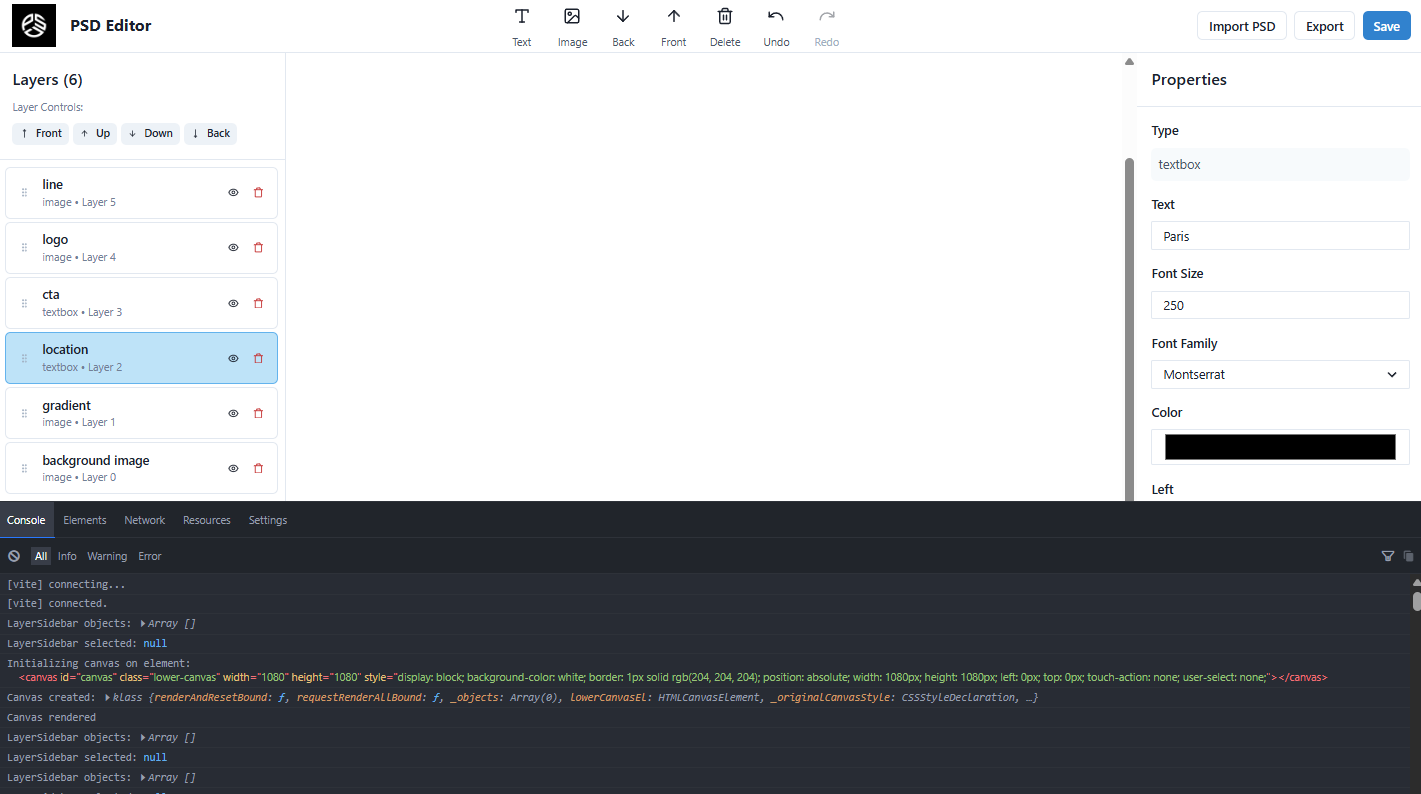 PSD Editor
Text
Image
Back
Front
Delete
Undo
Redo
Import PSD
Export
Save
Layers (6)
Layer Controls:
Front
Up
Down
Back
line
image • Layer 5
logo
image • Layer 4
cta
textbox • Layer 3
location
textbox • Layer 2
gradient
image • Layer 1
background image
image • Layer 0
Properties
Type
textbox
Text
Paris
Font Size
250
Font Family
Montserrat
Color
Left
Console Elements Network Resources Settings
All Info Warning Error
[vite] connecting...
[vite] connected.
LayerSidebar objects: Array []
LayerSidebar selected: null
Initializing canvas on element:
<canvas id="canvas" class="lower-canvas" width="1080" height="1080" style="display: block; background-color: white; border: 1px solid rgb(204, 204, 204); position: absolute; width: 1080px; height: 1080px; left: 0px; top: 0px; touch-action: none; user-select: none;"></canvas>
Canvas created: klass {renderAndResetBound: ƒ, requestRenderAllBound: ƒ, _objects: Array(0), lowerCanvasEl: HTMLCanvasElement, _originalCanvasStyle: CSSStyleDeclaration, …}
Canvas rendered
LayerSidebar objects: Array []
LayerSidebar selected: null
LayerSidebar objects: Array []